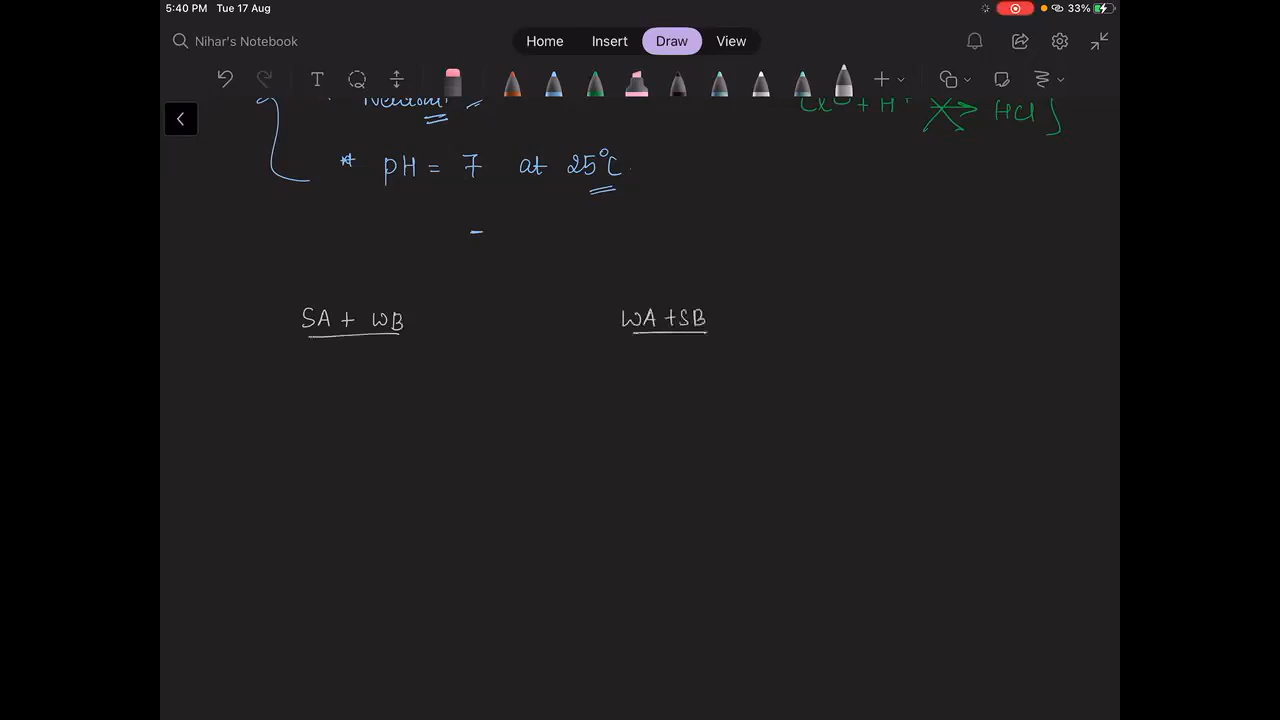 5:40 PM Tue 17 Aug
33%
Nihar's Notebook
Home Insert Draw View
T
HCl
* pH = 7 at 25°C
-
SA + WB
WA + SB